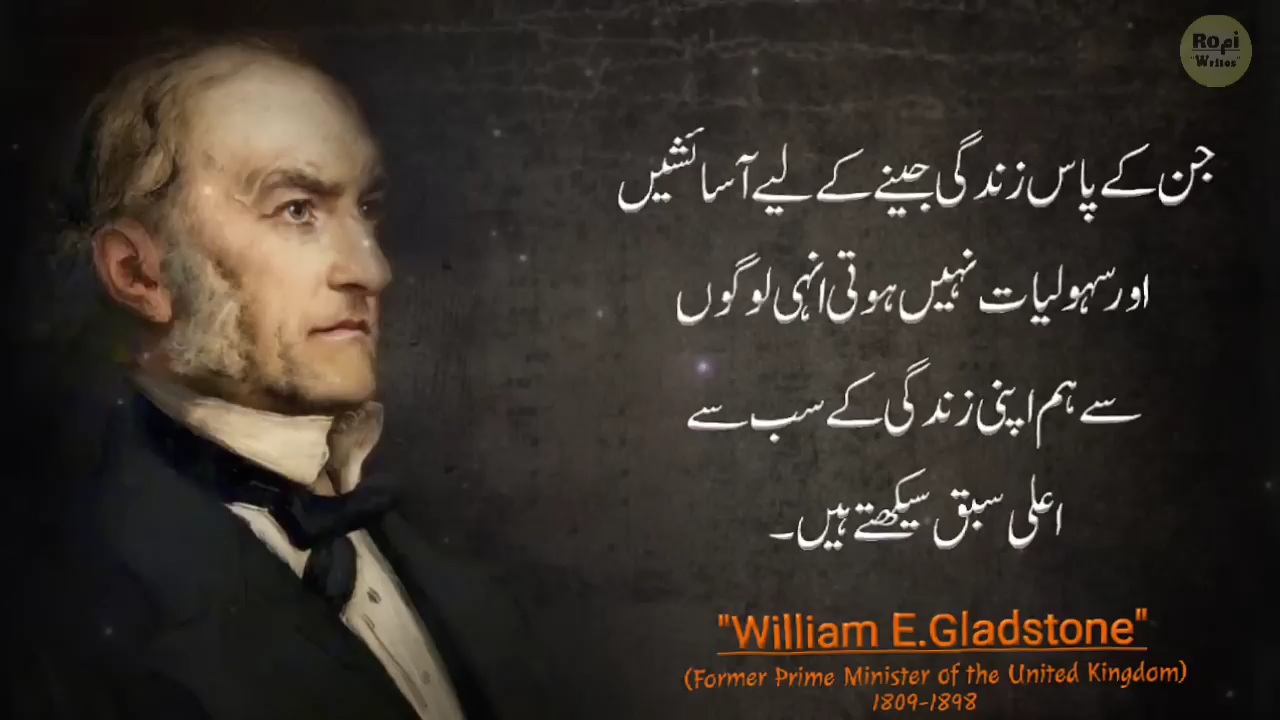 Ropi
"Writes"
جن کے پاس زندگی جینے کے لیے آسائشیں
اور سہولیات نہیں ہوتی انہی لوگوں
سے ہم اپنی زندگی کے سب سے
اعلی سبق سیکھتے ہیں۔
"William E.Gladstone"
(Former Prime Minister of the United Kingdom)
1809-1898